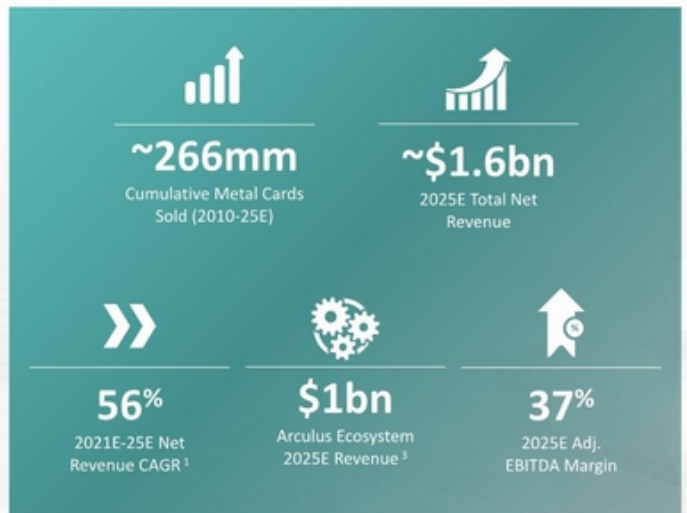 ~266mm
Cumulative Metal Cards
Sold (2010-25E)
~$1.6bn
2025E Total Net
Revenue
56%
2021E-25E Net
Revenue CAGR 1
$1bn
Arculus Ecosystem
2025E Revenue 3
%
37%
2025E Adj.
EBITDA Margin